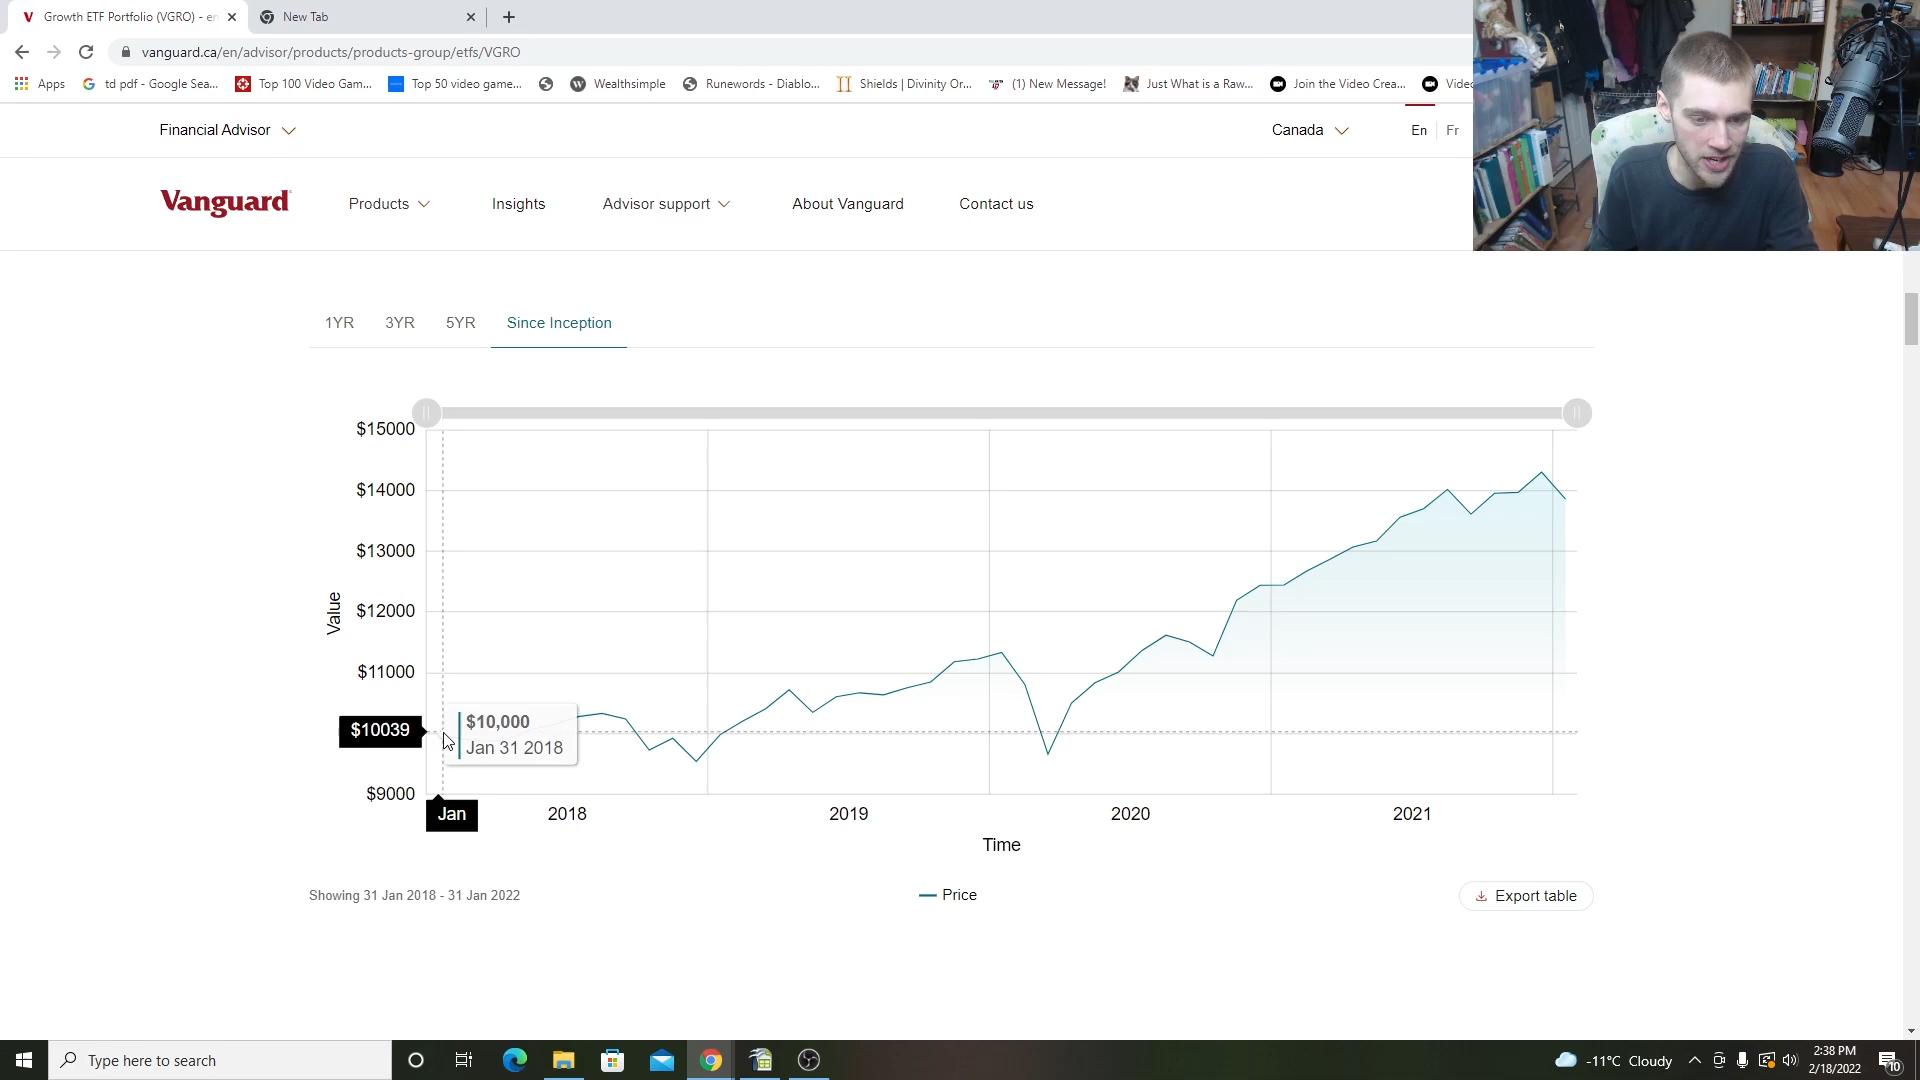 Growth ETF Portfolio (VGRO) - en
New Tab
vanguard.ca/en/advisor/products/products-group/etfs/VGRO
Apps
td pdf - Google Sea...
Top 100 Video Gam...
Top 50 video game...
Wealthsimple
Runewords - Diablo...
Shields | Divinity Or...
(1) New Message!
Just What is a Raw...
Join the Video Crea...
Video
Financial Advisor
Canada
En
Fr
Vanguard
Products
Insights
Advisor support
About Vanguard
Contact us
1YR
3YR
5YR
Since Inception
$15000
$14000
$13000
$12000
$11000
$10039
$9000
Value
$10,000
Jan 31 2018
Jan
2018
2019
2020
2021
Time
Showing 31 Jan 2018 - 31 Jan 2022
Price
Export table
Type here to search
-11°C Cloudy
2:38 PM
2/18/2022
10